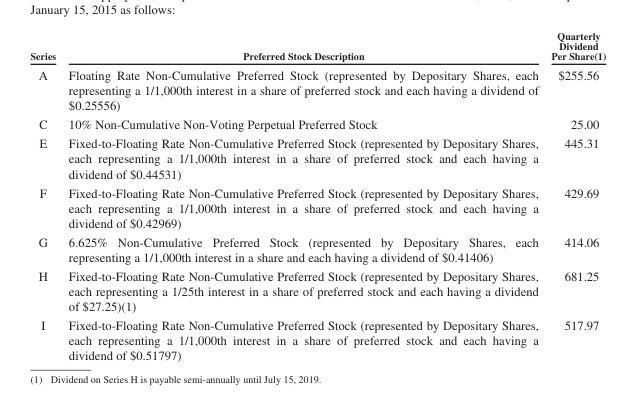 January 15, 2015 as follows:
Quarterly
Dividend
Series Preferred Stock Description Per Share(1)
A Floating Rate Non-Cumulative Preferred Stock (represented by Depositary Shares, each $255.56
representing a 1/1,000th interest in a share of preferred stock and each having a dividend of
$0.25556)
C 10% Non-Cumulative Non-Voting Perpetual Preferred Stock 25.00
E Fixed-to-Floating Rate Non-Cumulative Preferred Stock (represented by Depositary Shares, 445.31
each representing a 1/1,000th interest in a share of preferred stock and each having a
dividend of $0.44531)
F Fixed-to-Floating Rate Non-Cumulative Preferred Stock (represented by Depositary Shares, 429.69
each representing a 1/1,000th interest in a share of preferred stock and each having a
dividend of $0.42969)
G 6.625% Non-Cumulative Preferred Stock (represented by Depositary Shares, each 414.06
representing a 1/1,000th interest in a share and each having a dividend of $0.41406)
H Fixed-to-Floating Rate Non-Cumulative Preferred Stock (represented by Depositary Shares, 681.25
each representing a 1/25th interest in a share of preferred stock and each having a dividend
of $27.25)(1)
I Fixed-to-Floating Rate Non-Cumulative Preferred Stock (represented by Depositary Shares, 517.97
each representing a 1/1,000th interest in a share of preferred stock and each having a
dividend of $0.51797)
(1) Dividend on Series H is payable semi-annually until July 15, 2019.